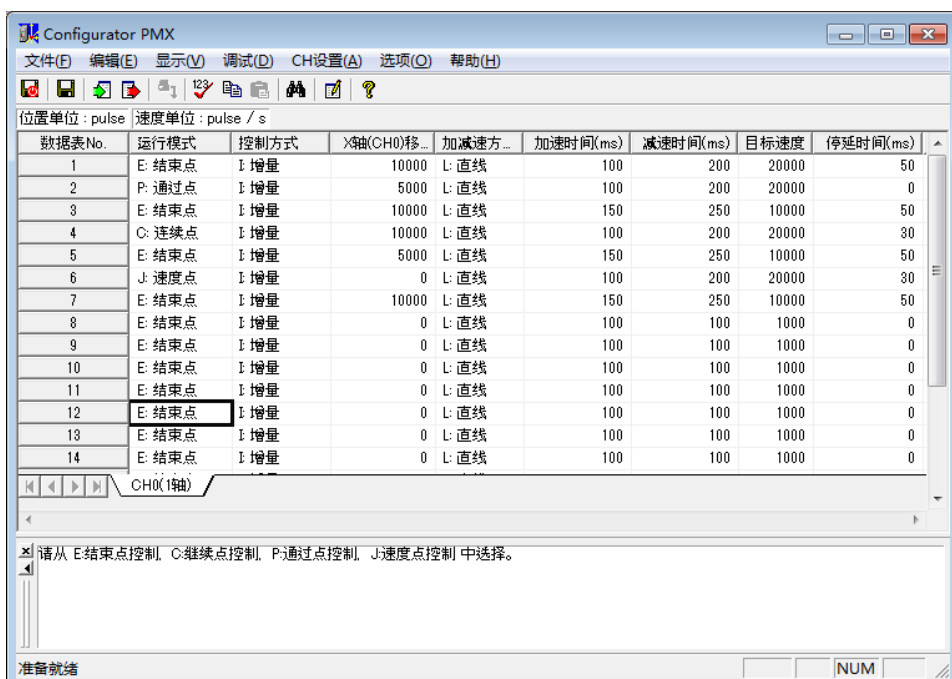 Configurator PMX
文件(F) 编辑(E) 显示(V) 调试(D) CH设置(A) 选项(O) 帮助(H)
位置单位 : pulse 速度单位 : pulse / s
数据表No. 运行模式 控制方式 X轴(CH0)移... 加减速方... 加速时间(ms) 减速时间(ms) 目标速度 停延时间(ms)
1 E: 结束点 I: 增量 10000 L: 直线 100 200 20000 50
2 P: 通过点 I: 增量 5000 L: 直线 100 200 20000 0
3 E: 结束点 I: 增量 10000 L: 直线 150 250 10000 50
4 C: 连续点 I: 增量 10000 L: 直线 100 200 20000 30
5 E: 结束点 I: 增量 5000 L: 直线 150 250 10000 50
6 J: 速度点 I: 增量 0 L: 直线 100 200 20000 30
7 E: 结束点 I: 增量 10000 L: 直线 150 250 10000 50
8 E: 结束点 I: 增量 0 L: 直线 100 100 1000 0
9 E: 结束点 I: 增量 0 L: 直线 100 100 1000 0
10 E: 结束点 I: 增量 0 L: 直线 100 100 1000 0
11 E: 结束点 I: 增量 0 L: 直线 100 100 1000 0
12 E: 结束点 I: 增量 0 L: 直线 100 100 1000 0
13 E: 结束点 I: 增量 0 L: 直线 100 100 1000 0
14 E: 结束点 I: 增量 0 L: 直线 100 100 1000 0
CH0(1轴)
请从 E:结束点控制, C:继续点控制, P:通过点控制, J:速度点控制 中选择。
准备就绪 NUM